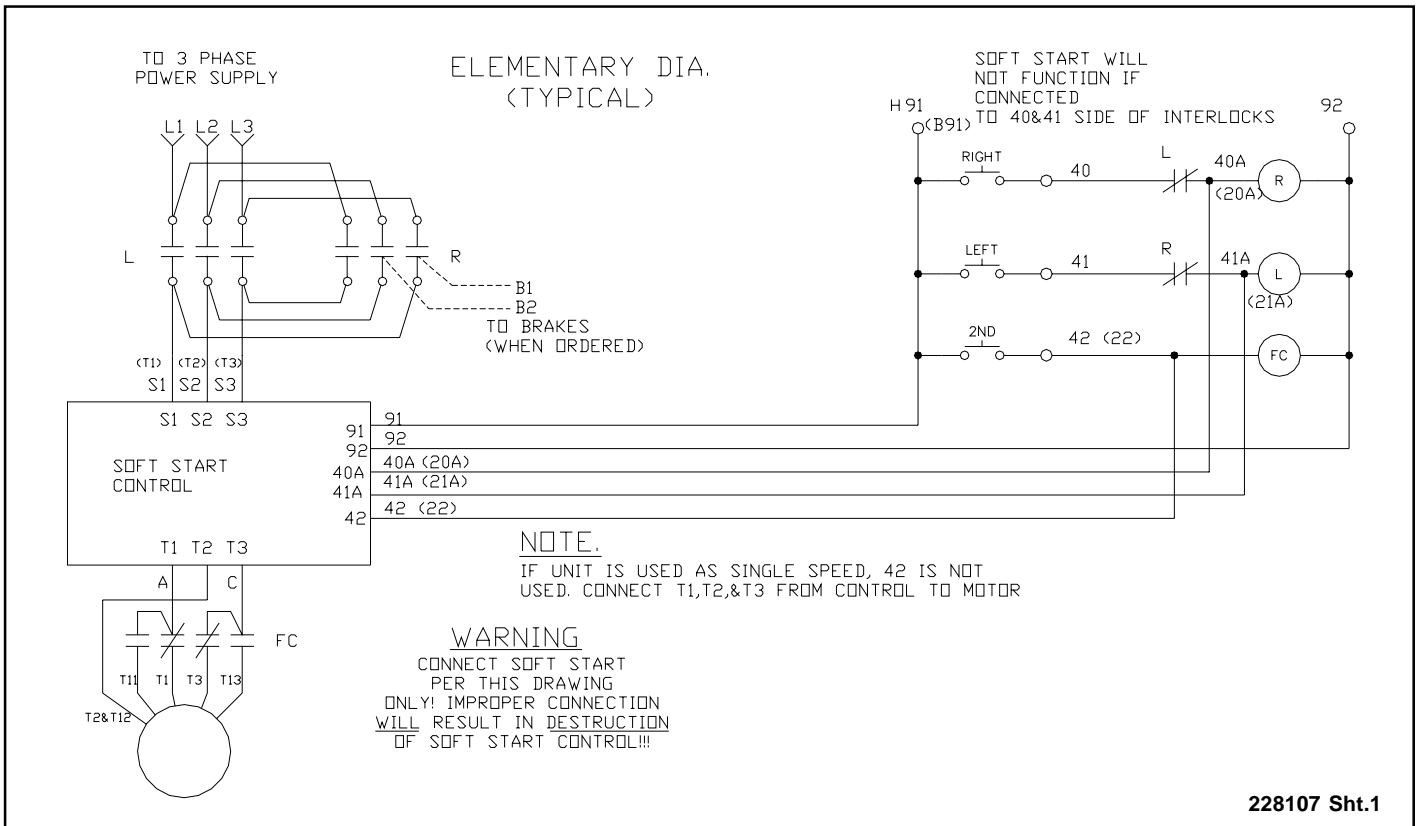 TO 3 PHASE
POWER SUPPLY
ELEMENTARY DIA.
(TYPICAL)
SOFT START WILL
NOT FUNCTION IF
CONNECTED
TO 40&41 SIDE OF INTERLOCKS
H 91
(B91)
92
L1 L2 L3
RIGHT
40
L
40A
(20A)
R
L
R
LEFT
41
R
41A
(21A)
L
B1
B2
TO BRAKES
(WHEN ORDERED)
2ND
42 (22)
FC
(T1) (T2) (T3)
S1 S2 S3
S1 S2 S3
SOFT START
CONTROL
91
92
40A
41A
42
91
92
40A (20A)
41A (21A)
42 (22)
T1 T2 T3
A
C
FC
T11 T1 T3 T13
T2&T12
NOTE.
IF UNIT IS USED AS SINGLE SPEED, 42 IS NOT
USED. CONNECT T1,T2,&T3 FROM CONTROL TO MOTOR
WARNING
CONNECT SOFT START
PER THIS DRAWING
ONLY! IMPROPER CONNECTION
WILL RESULT IN DESTRUCTION
OF SOFT START CONTROL!!!
228107 Sht.1